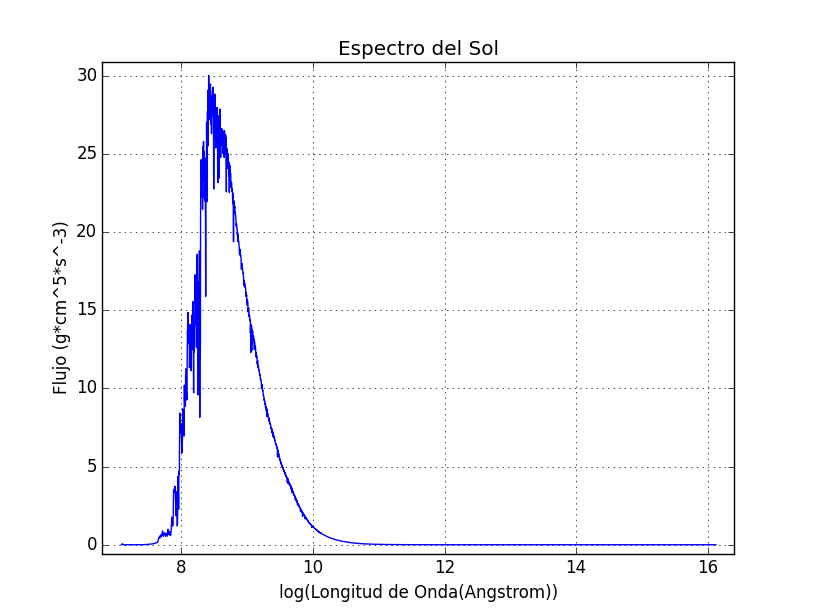 Espectro del Sol
Flujo (g*cm^5*s^-3)
30
25
20
15
10
5
0
8 10 12 14 16
log(Longitud de Onda(Angstrom))